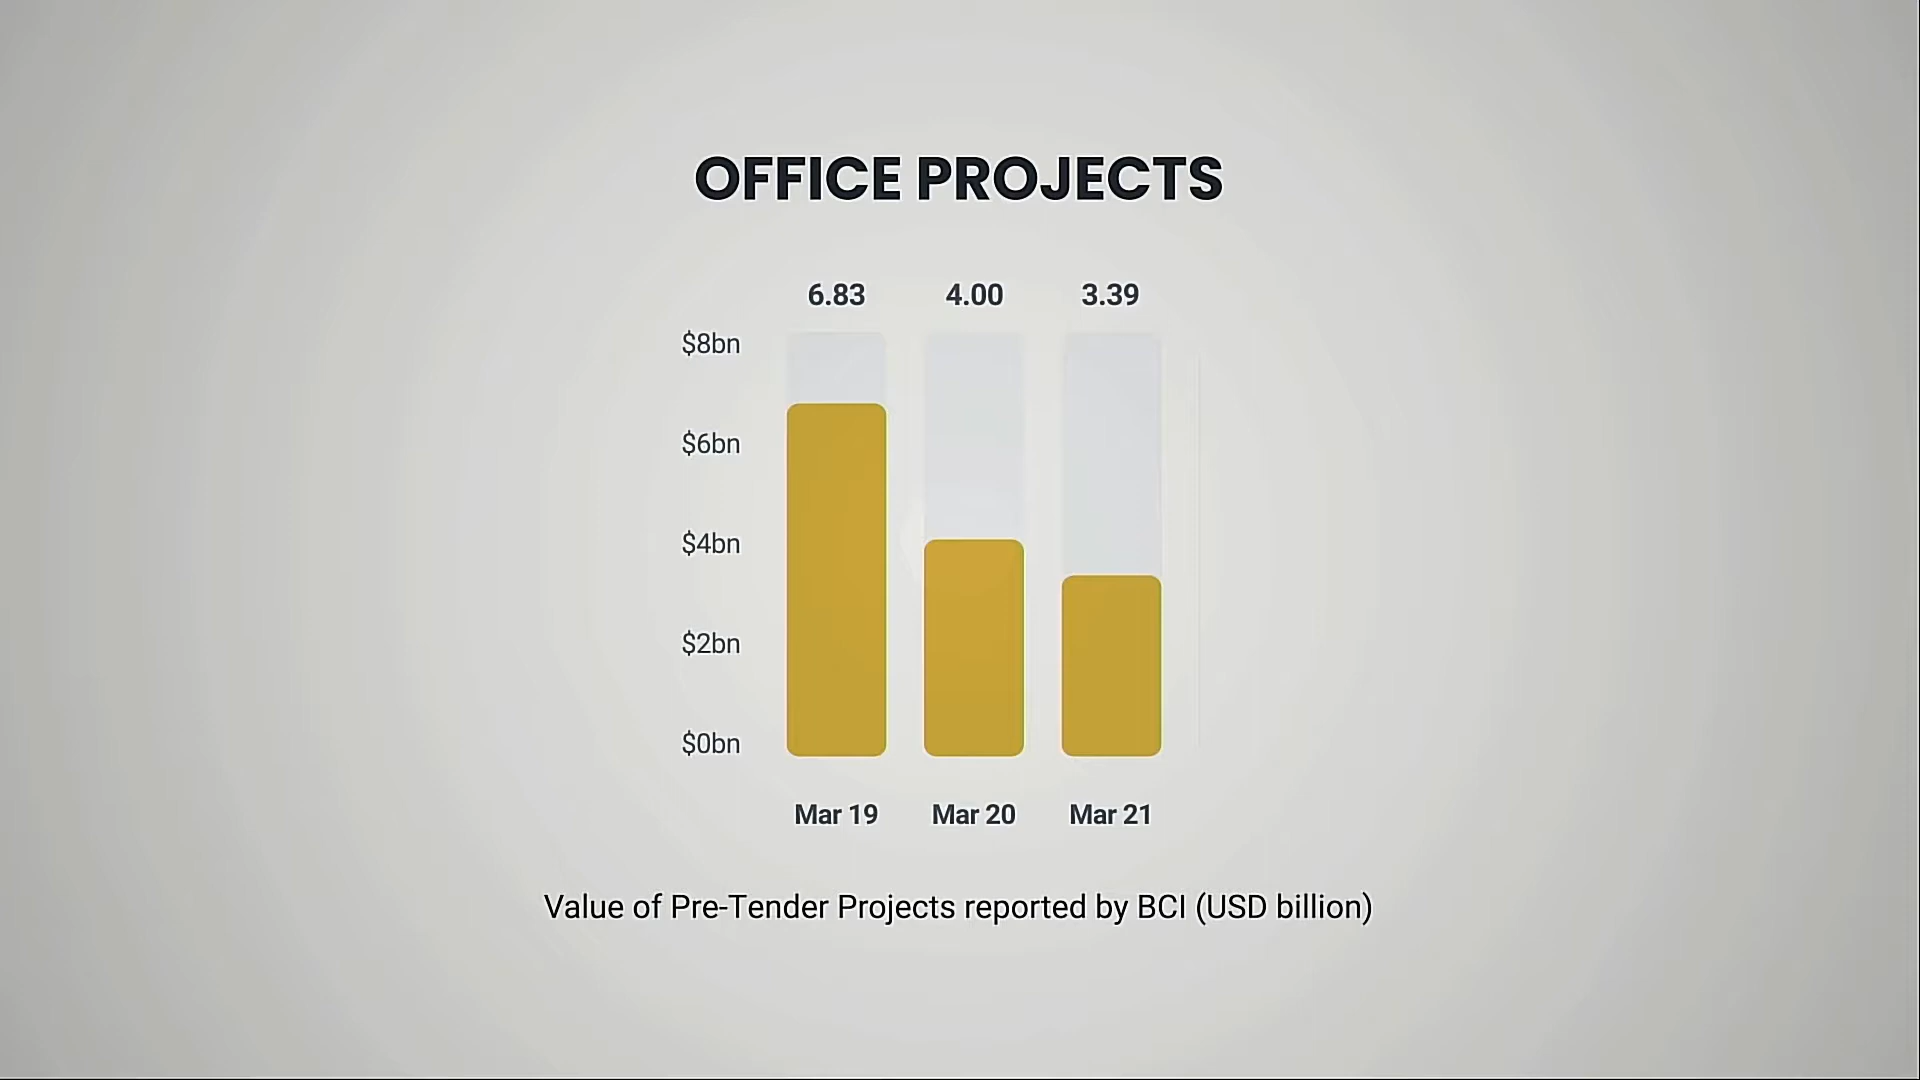 OFFICE PROJECTS
6.83 4.00 3.39
$8bn
$6bn
$4bn
$2bn
$0bn
Mar 19 Mar 20 Mar 21
Value of Pre-Tender Projects reported by BCI (USD billion)